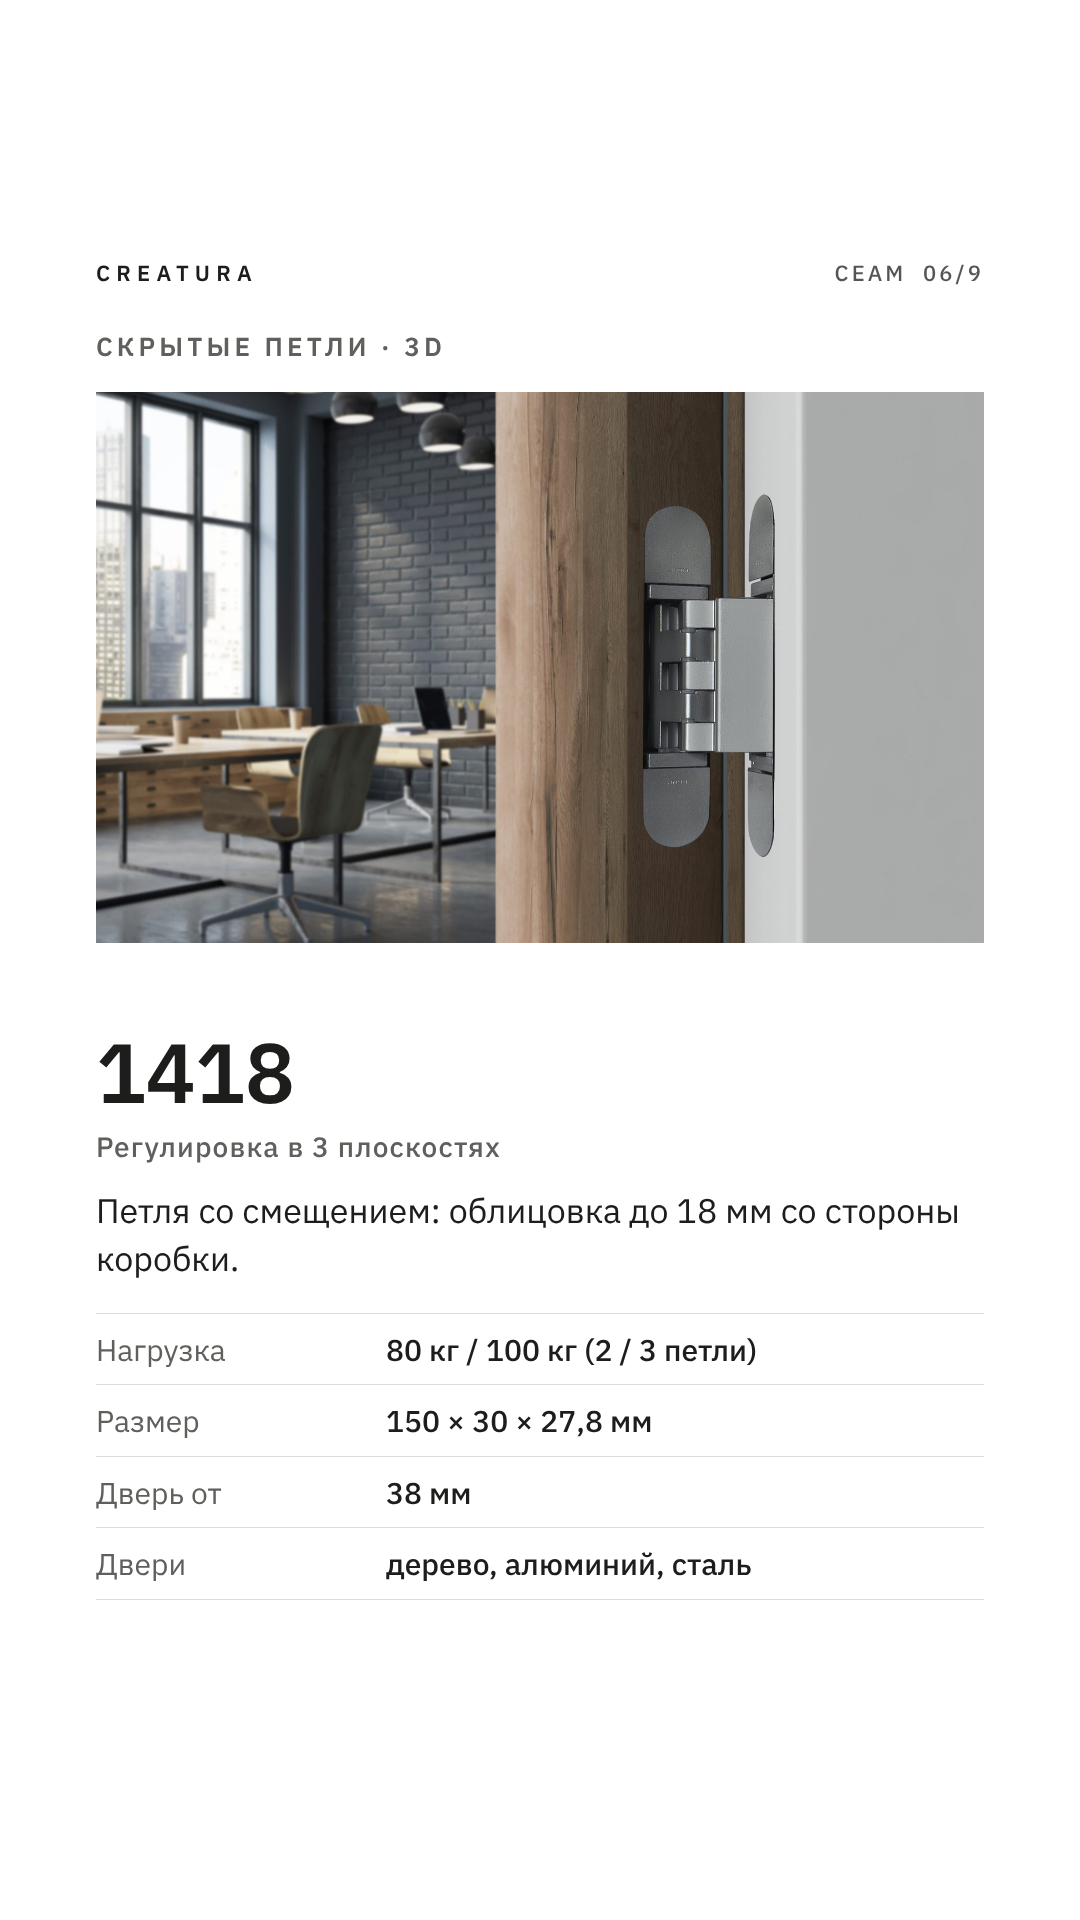 CREATURA
CEAM 06/9
СКРЫТЫЕ ПЕТЛИ · 3D
1418
Регулировка в 3 плоскостях
Петля со смещением: облицовка до 18 мм со стороны
коробки.
Нагрузка 80 кг / 100 кг (2 / 3 петли)
Размер 150 × 30 × 27,8 мм
Дверь от 38 мм
Двери дерево, алюминий, сталь